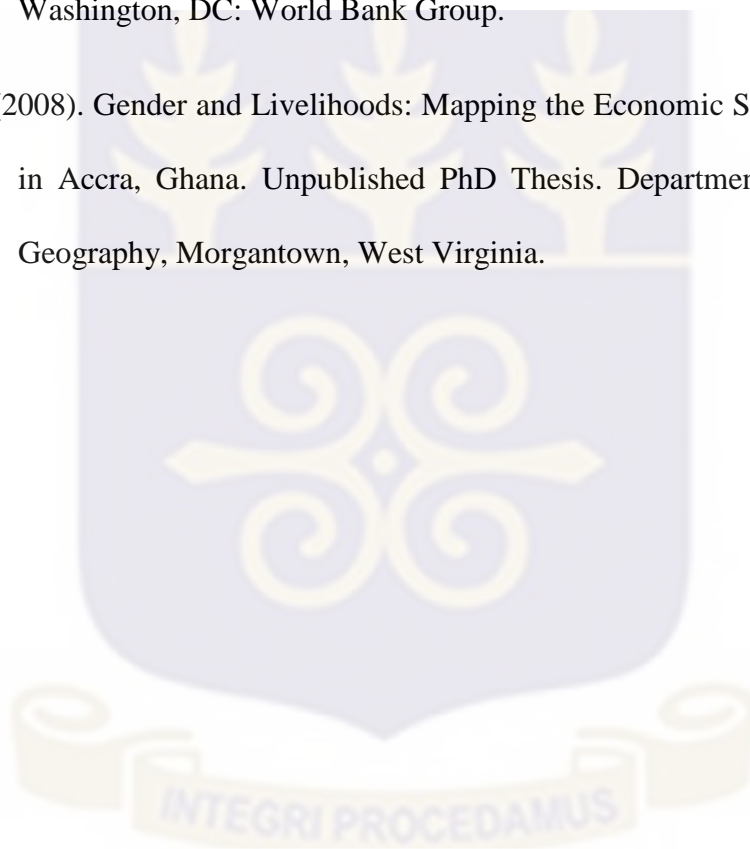 Washington, DC: World Bank Group.
2008). Gender and Livelihoods: Mapping the Economic S
in Accra, Ghana. Unpublished PhD Thesis. Departmen
Geography, Morgantown, West Virginia.
INTEGRI PROCEDAMUS